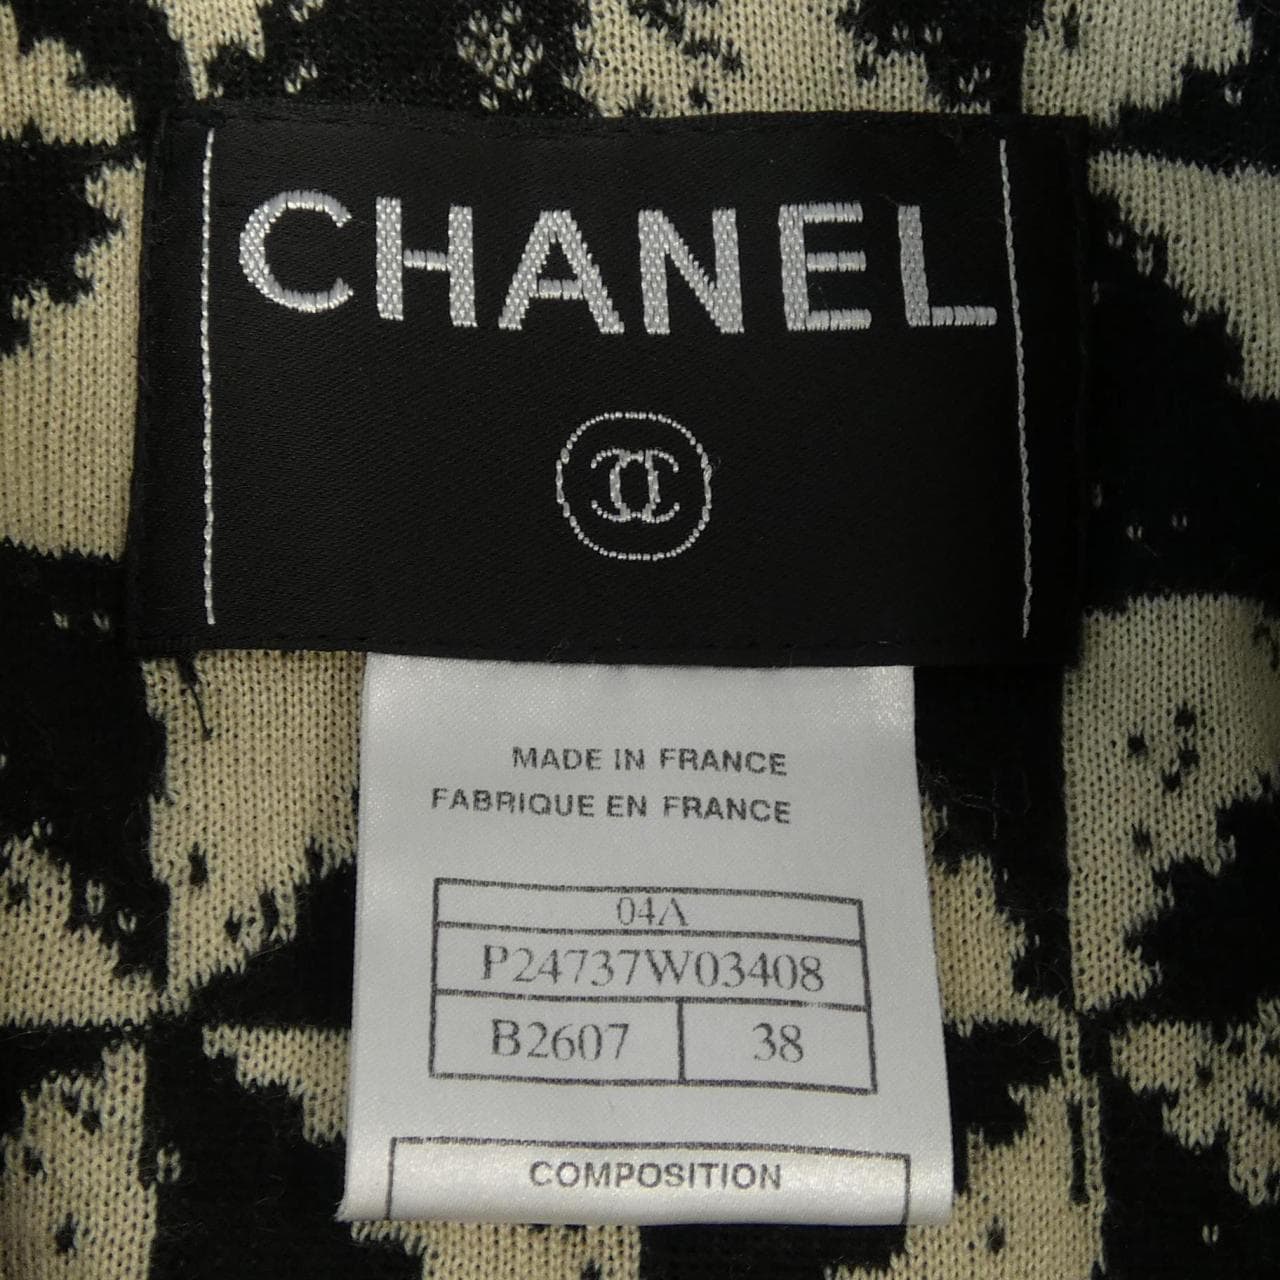 CHANEL
MADE IN FRANCE
FABRIQUE EN FRANCE
04A
P24737W03408
B2607 38
COMPOSITION